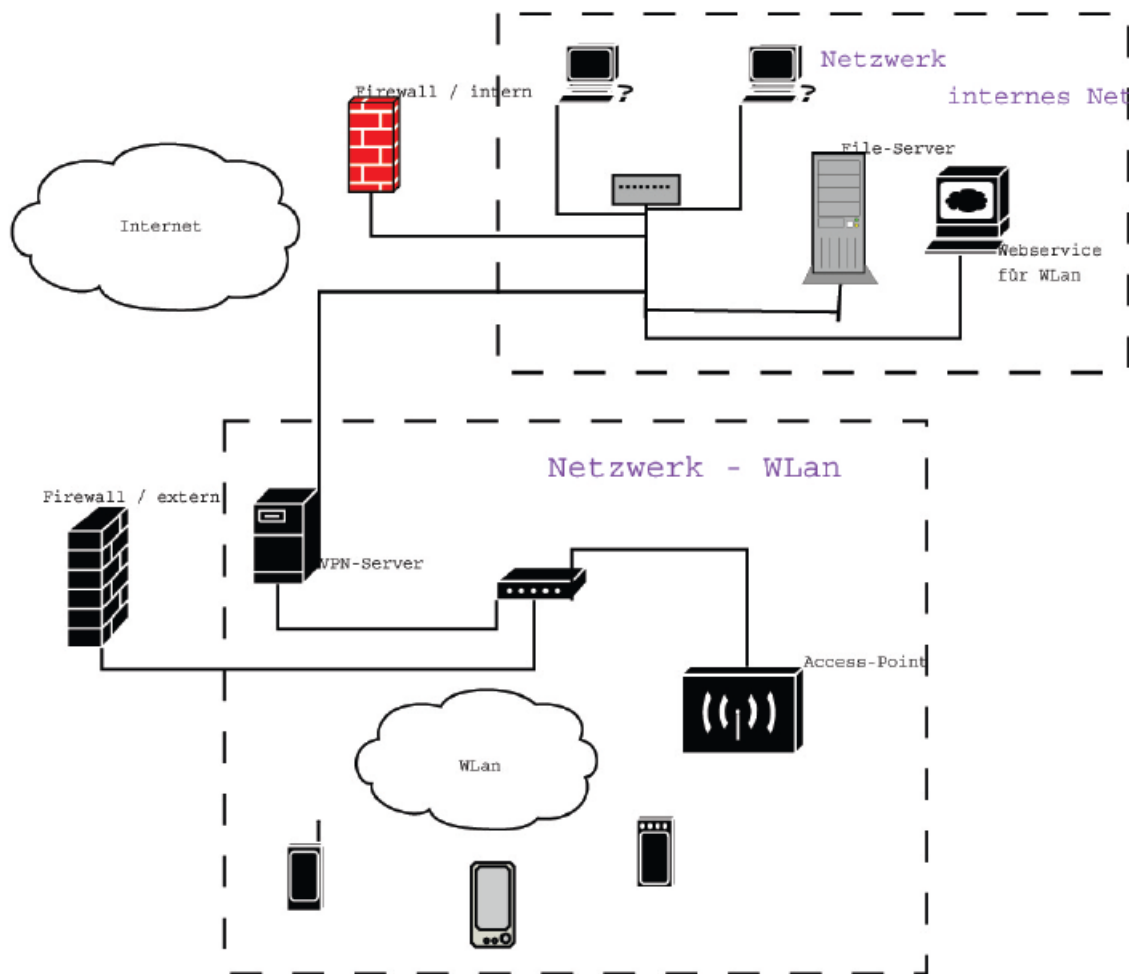 Netzwerk
internes Net
Firewall / intern
?
?
File-Server
Internet
Webservice
für WLan
Netzwerk - WLan
Firewall / extern
VPN-Server
Access-Point
WLan